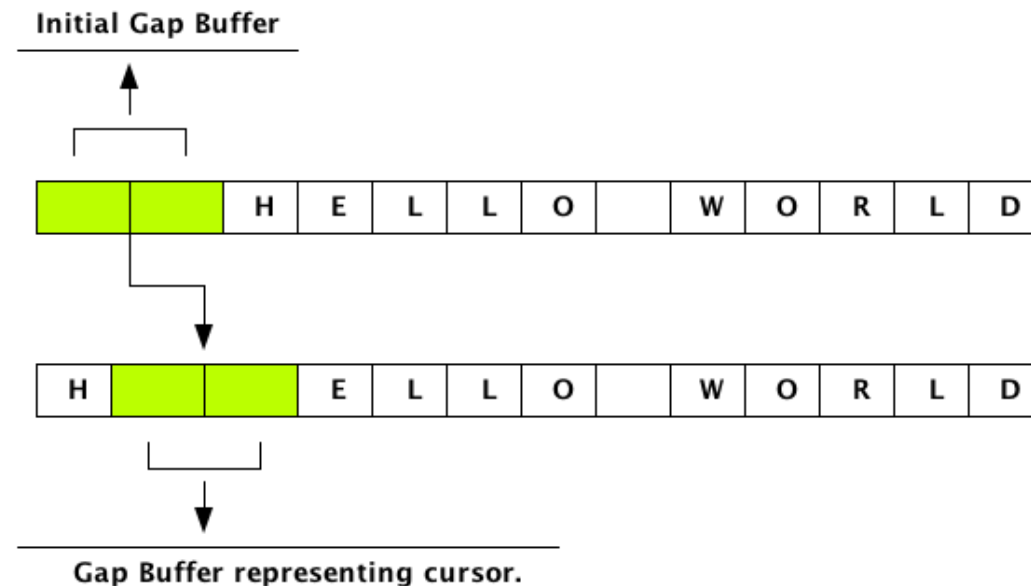 Initial Gap Buffer
H E L L O W O R L D
H E L L O W O R L D
Gap Buffer representing cursor.